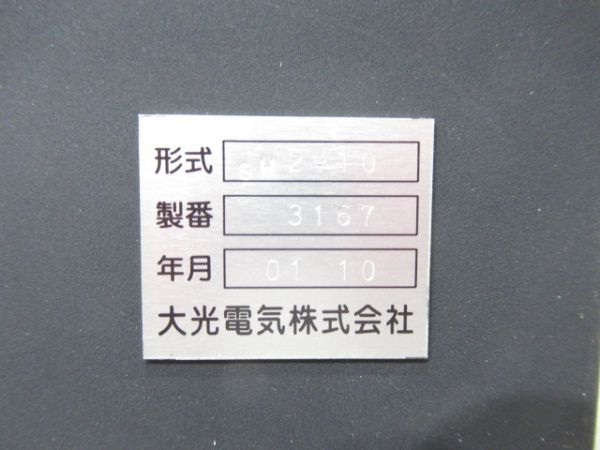 形式
製番 3167
年月 01 10
大光電気株式会社